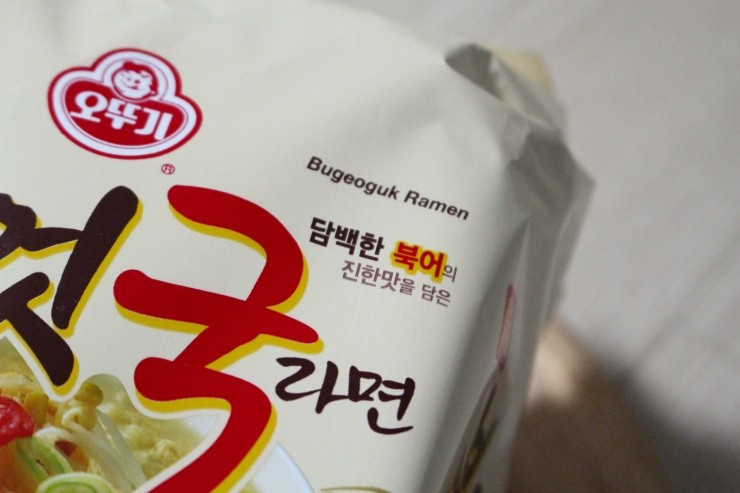 오뚜기
®
Bugeoguk Ramen
담백한 북어의
진한맛을 담은
국
라면